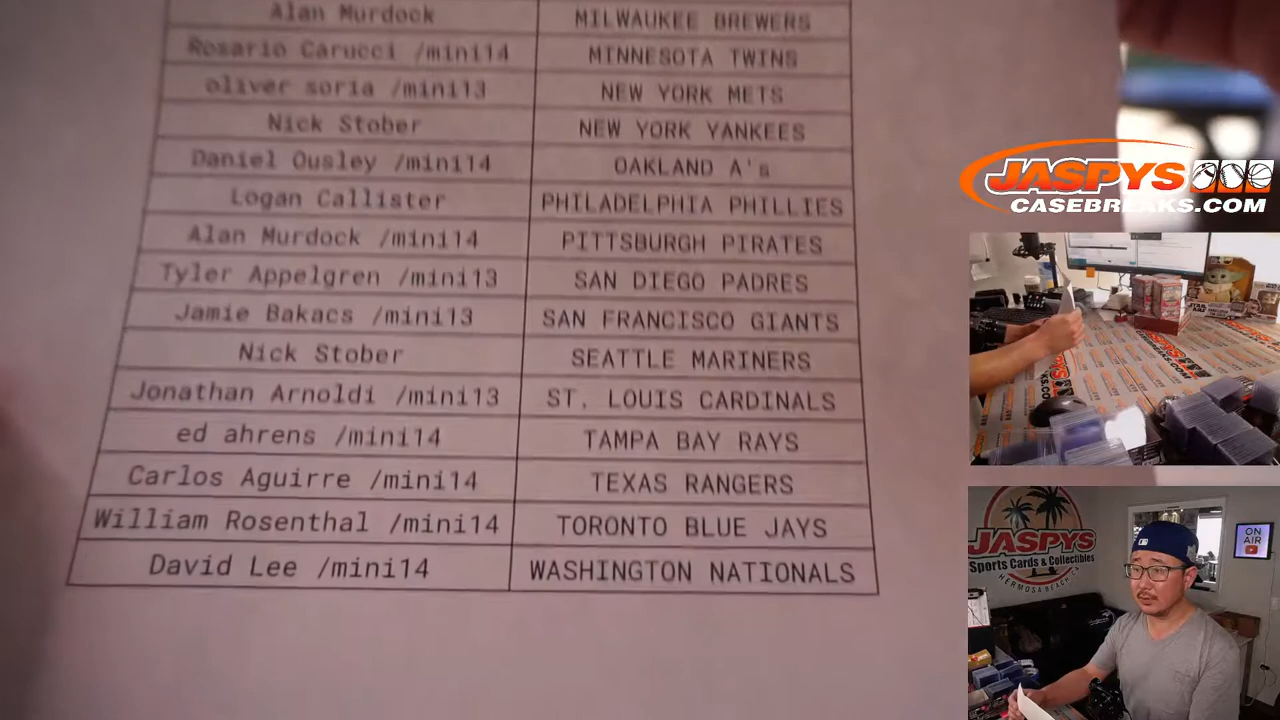 Alan Murdock MILWAUKEE BREWERS
Rosario Carucci /mini14 MINNESOTA TWINS
oliver soria /mini13 NEW YORK METS
Nick Stober NEW YORK YANKEES
Daniel Ousley /mini14 OAKLAND A's
Logan Callister PHILADELPHIA PHILLIES
Alan Murdock /mini14 PITTSBURGH PIRATES
Tyler Appelgren /mini13 SAN DIEGO PADRES
Jamie Bakacs /mini13 SAN FRANCISCO GIANTS
Nick Stober SEATTLE MARINERS
Jonathan Arnoldi /mini13 ST. LOUIS CARDINALS
ed ahrens /mini14 TAMPA BAY RAYS
Carlos Aguirre /mini14 TEXAS RANGERS
William Rosenthal /mini14 TORONTO BLUE JAYS
David Lee /mini14 WASHINGTON NATIONALS
JASPYS
CASEBREAKS.COM
JASPYS
Sports Cards & Collectibles
HERMOSA BEACH, CA
ON
AIR